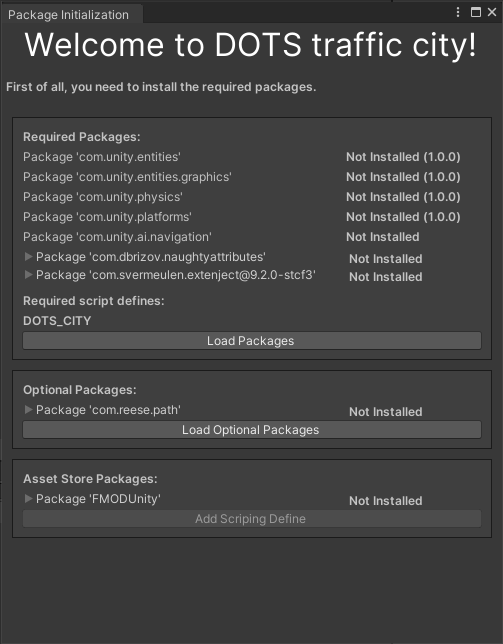 Package Initialization
Welcome to DOTS traffic city!
First of all, you need to install the required packages.
Required Packages:
Package 'com.unity.entities' Not Installed (1.0.0)
Package 'com.unity.entities.graphics' Not Installed (1.0.0)
Package 'com.unity.physics' Not Installed (1.0.0)
Package 'com.unity.platforms' Not Installed (1.0.0)
Package 'com.unity.ai.navigation' Not Installed
Package 'com.dbrizov.naughtyattributes' Not Installed
Package 'com.svermeulen.extenject@9.2.0-stcf3' Not Installed
Required script defines:
DOTS_CITY
Load Packages
Optional Packages:
Package 'com.reese.path' Not Installed
Load Optional Packages
Asset Store Packages:
Package 'FMODUnity' Not Installed
Add Scriping Define